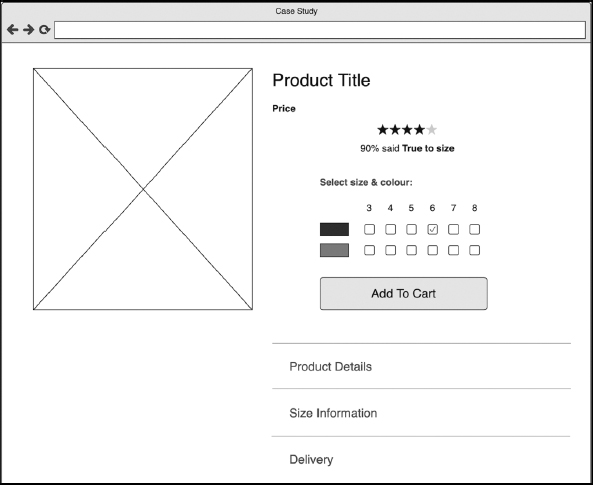 Case Study
Product Title
Price
90% said True to size
Select size & colour:
3 4 5 6 7 8
Add To Cart
Product Details
Size Information
Delivery